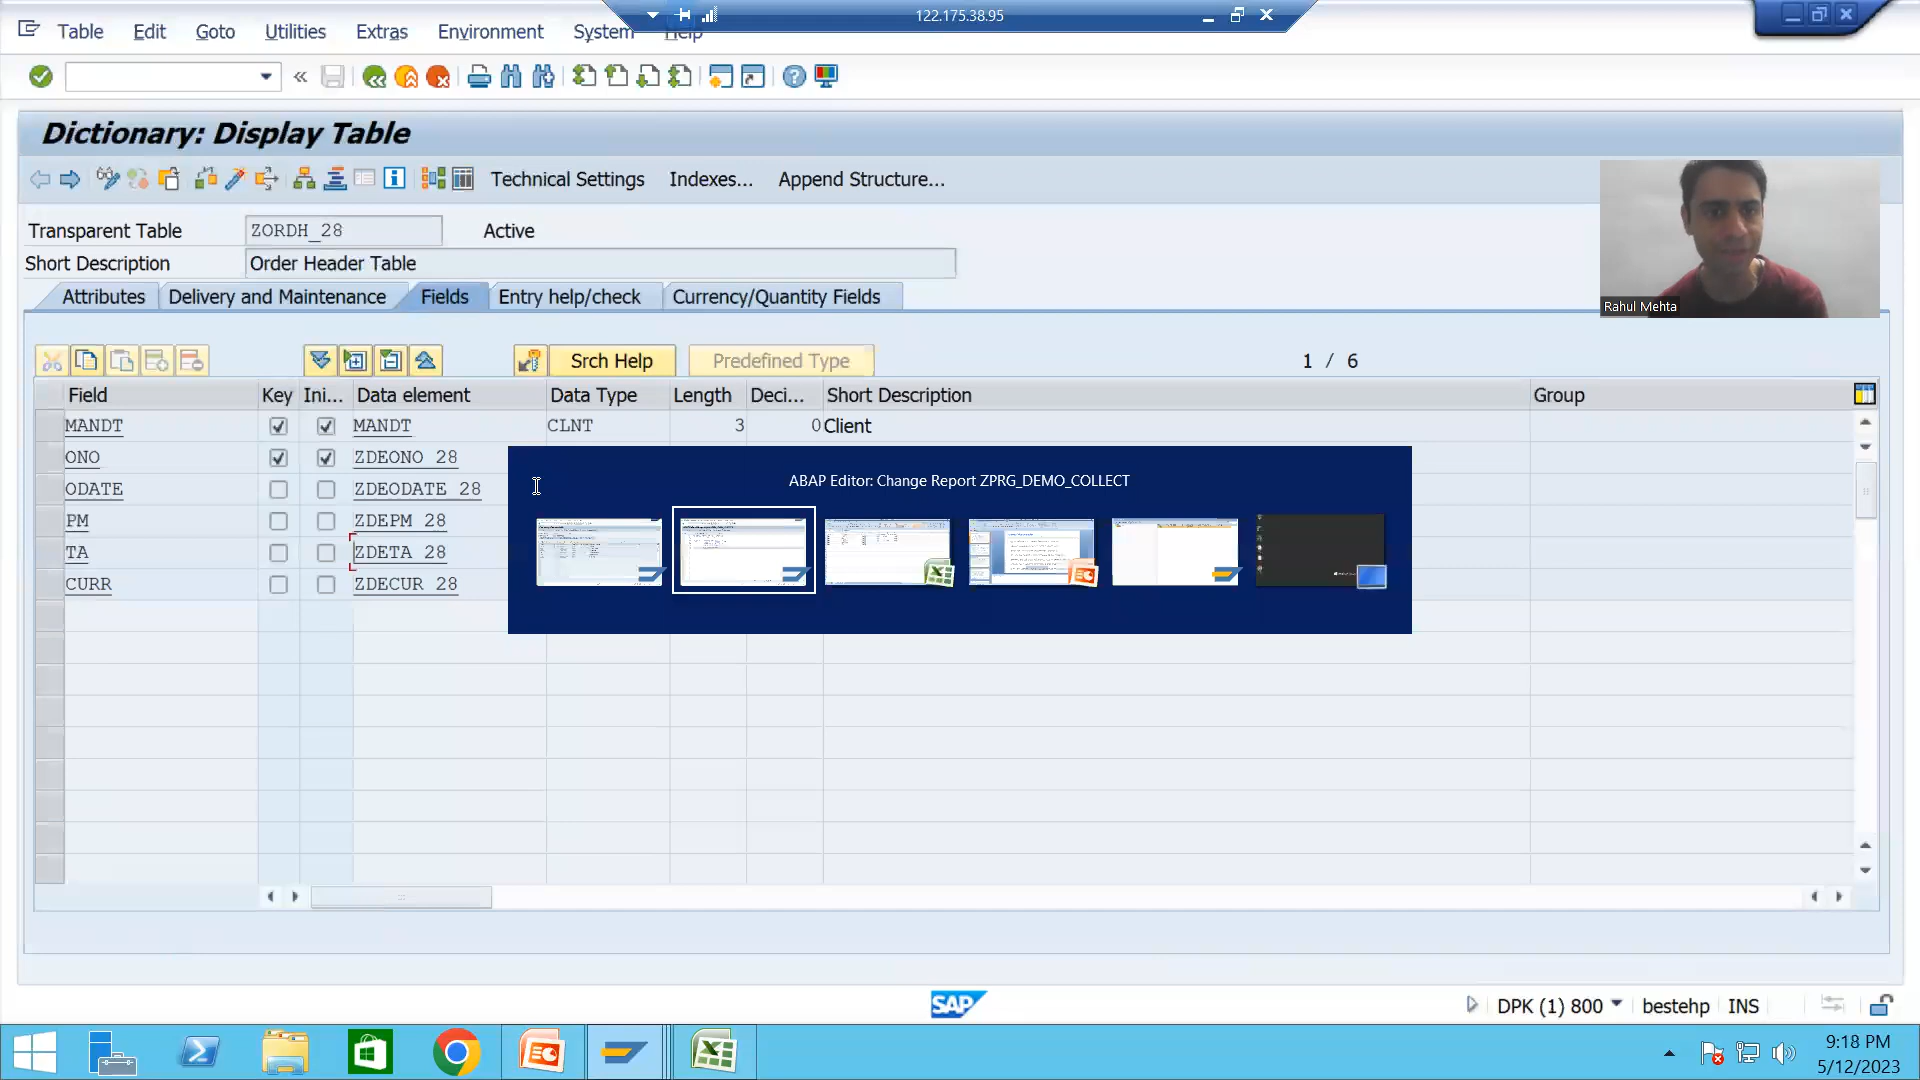 122.175.38.95
Table Edit Goto Utilities Extras Environment System Help
Dictionary: Display Table
Technical Settings Indexes... Append Structure...
Transparent Table ZORDH_28 Active
Short Description Order Header Table
Rahul Mehta
Attributes Delivery and Maintenance Fields Entry help/check Currency/Quantity Fields
Srch Help Predefined Type 1 / 6
Field Key Ini... Data element Data Type Length Deci... Short Description Group
MANDT MANDT CLNT 3 0 Client
ONO ZDEONO_28
ODATE ZDEODATE_28
PM ZDEPM_28
TA ZDETA_28
CURR ZDECUR_28
ABAP Editor: Change Report ZPRG_DEMO_COLLECT
SAP
DPK (1) 800 bestehp INS
9:18 PM
5/12/2023